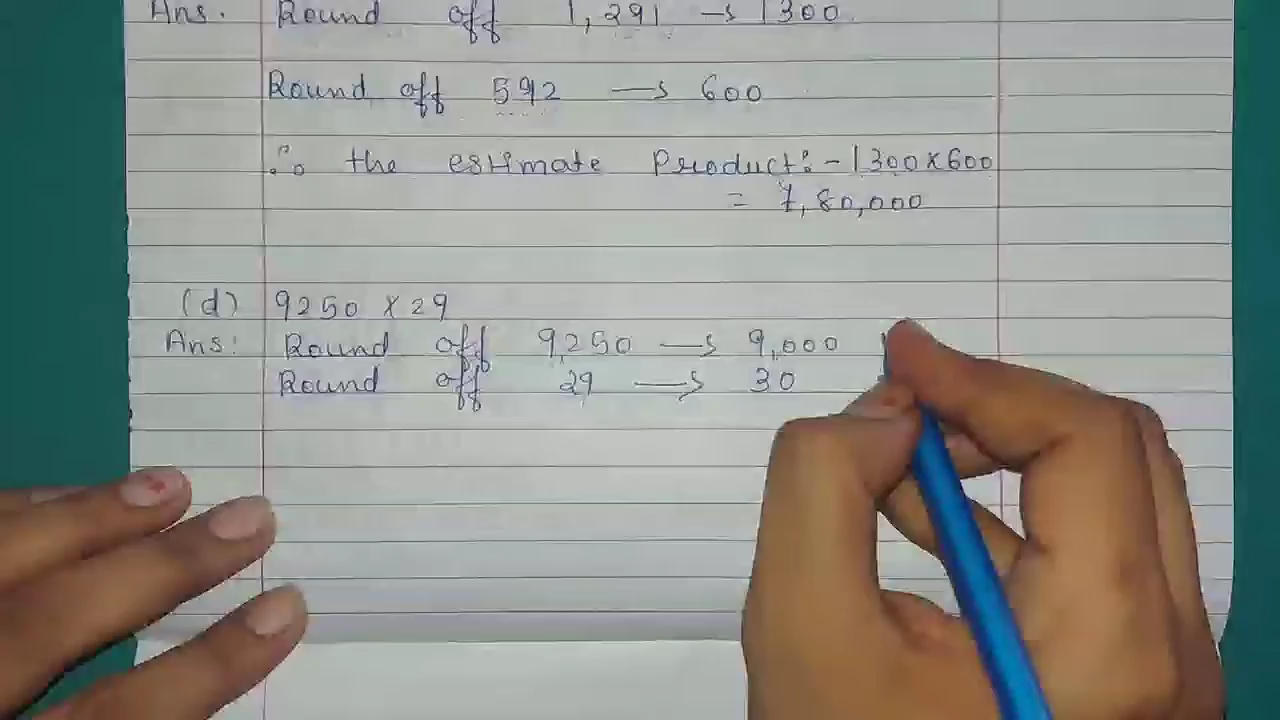 Ans. Round off 1,291 → 1300.
Round off 592 → 600
∴ the estimate Product:- 1300×600
= 7,80,000
(d) 9250 × 29
Ans: Round off 9,250 → 9,000
Round off 29 → 30